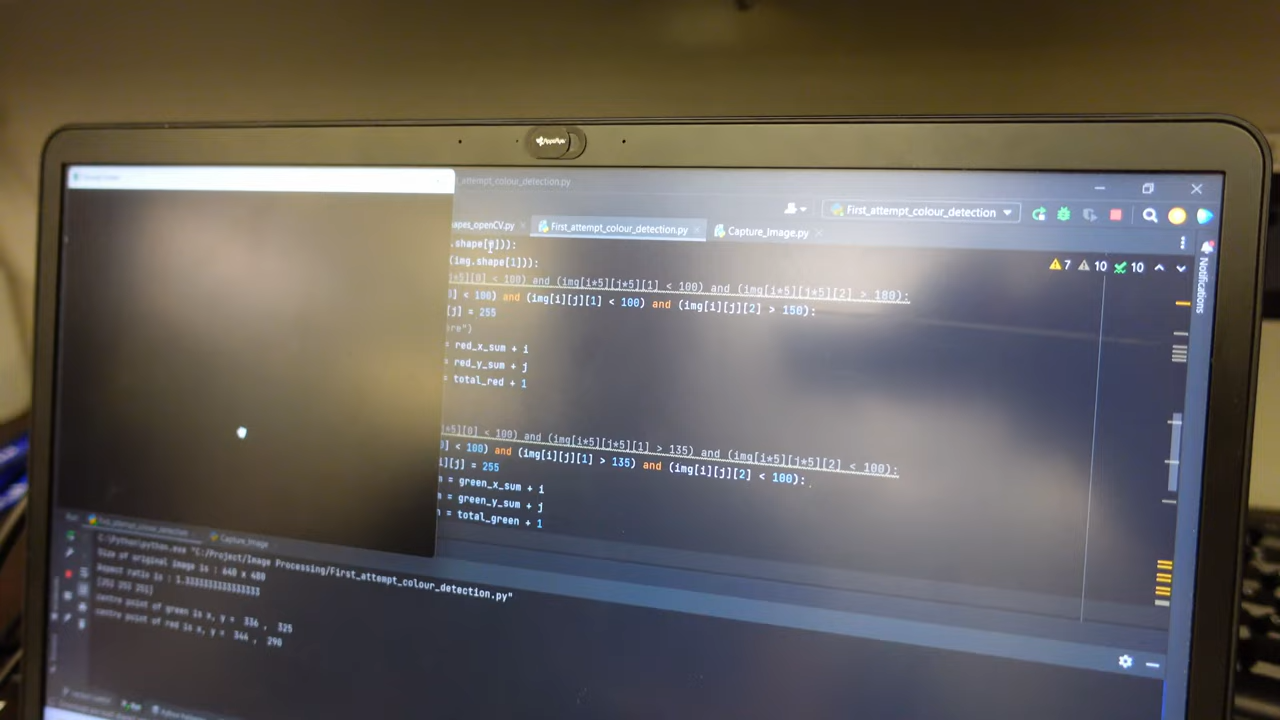 _attempt_colour_detection.py
First_attempt_colour_detection
apes_openCV.py First_attempt_colour_detection.py Capture_Image.py
.shape[0])):
(img.shape[1])):
j*5][0] < 100) and (img[i*5][j*5][1] < 100) and (img[i*5][j*5][2] > 180):
] < 100) and (img[i][j][1] < 100) and (img[i][j][2] > 150):
[j] = 255
ore")
= red_x_sum + i
= red_y_sum + j
= total_red + 1
j*5][0] < 100) and (img[i*5][j*5][1] > 135) and (img[i*5][j*5][2] < 100):
] < 100) and (img[i][j][1] > 135) and (img[i][j][2] < 100):
][j] = 255
= green_x_sum + i
= green_y_sum + j
= total_green + 1
7 10 10
Notifications
First_attempt_colour_detection Capture_Image
C:\Python\python.exe "C:/Project/Image Processing/First_attempt_colour_detection.py"
Size of original image is : 640 x 480
Aspect ratio is : 1.3333333333333333
Centre point of green is x, y = 336 , 325
centre point of red is x, y = 344 , 290